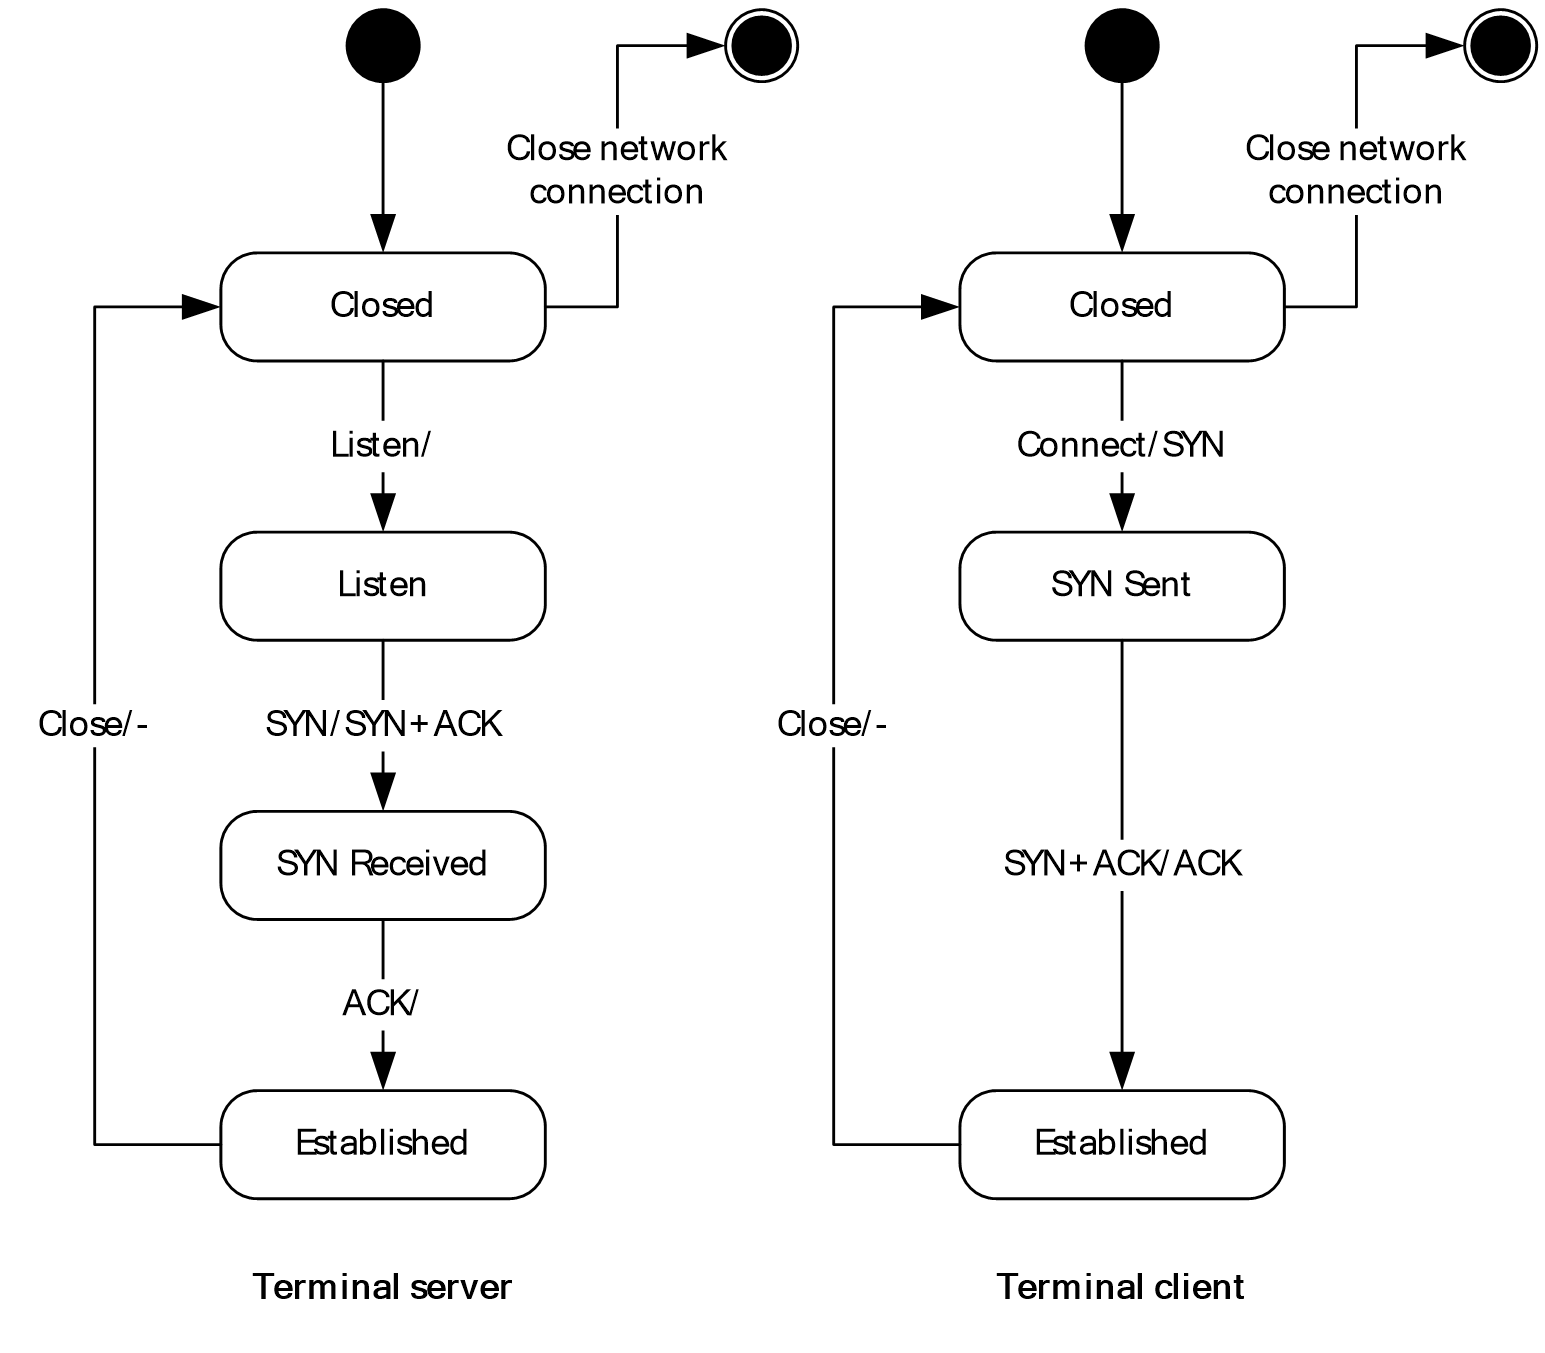 Close network
connection
Closed
Listen/
Listen
Close/-
SYN/SYN+ACK
SYN Received
ACK/
Established
Terminal server
Close network
connection
Closed
Connect/SYN
SYN Sent
Close/-
SYN+ACK/ACK
Established
Terminal client